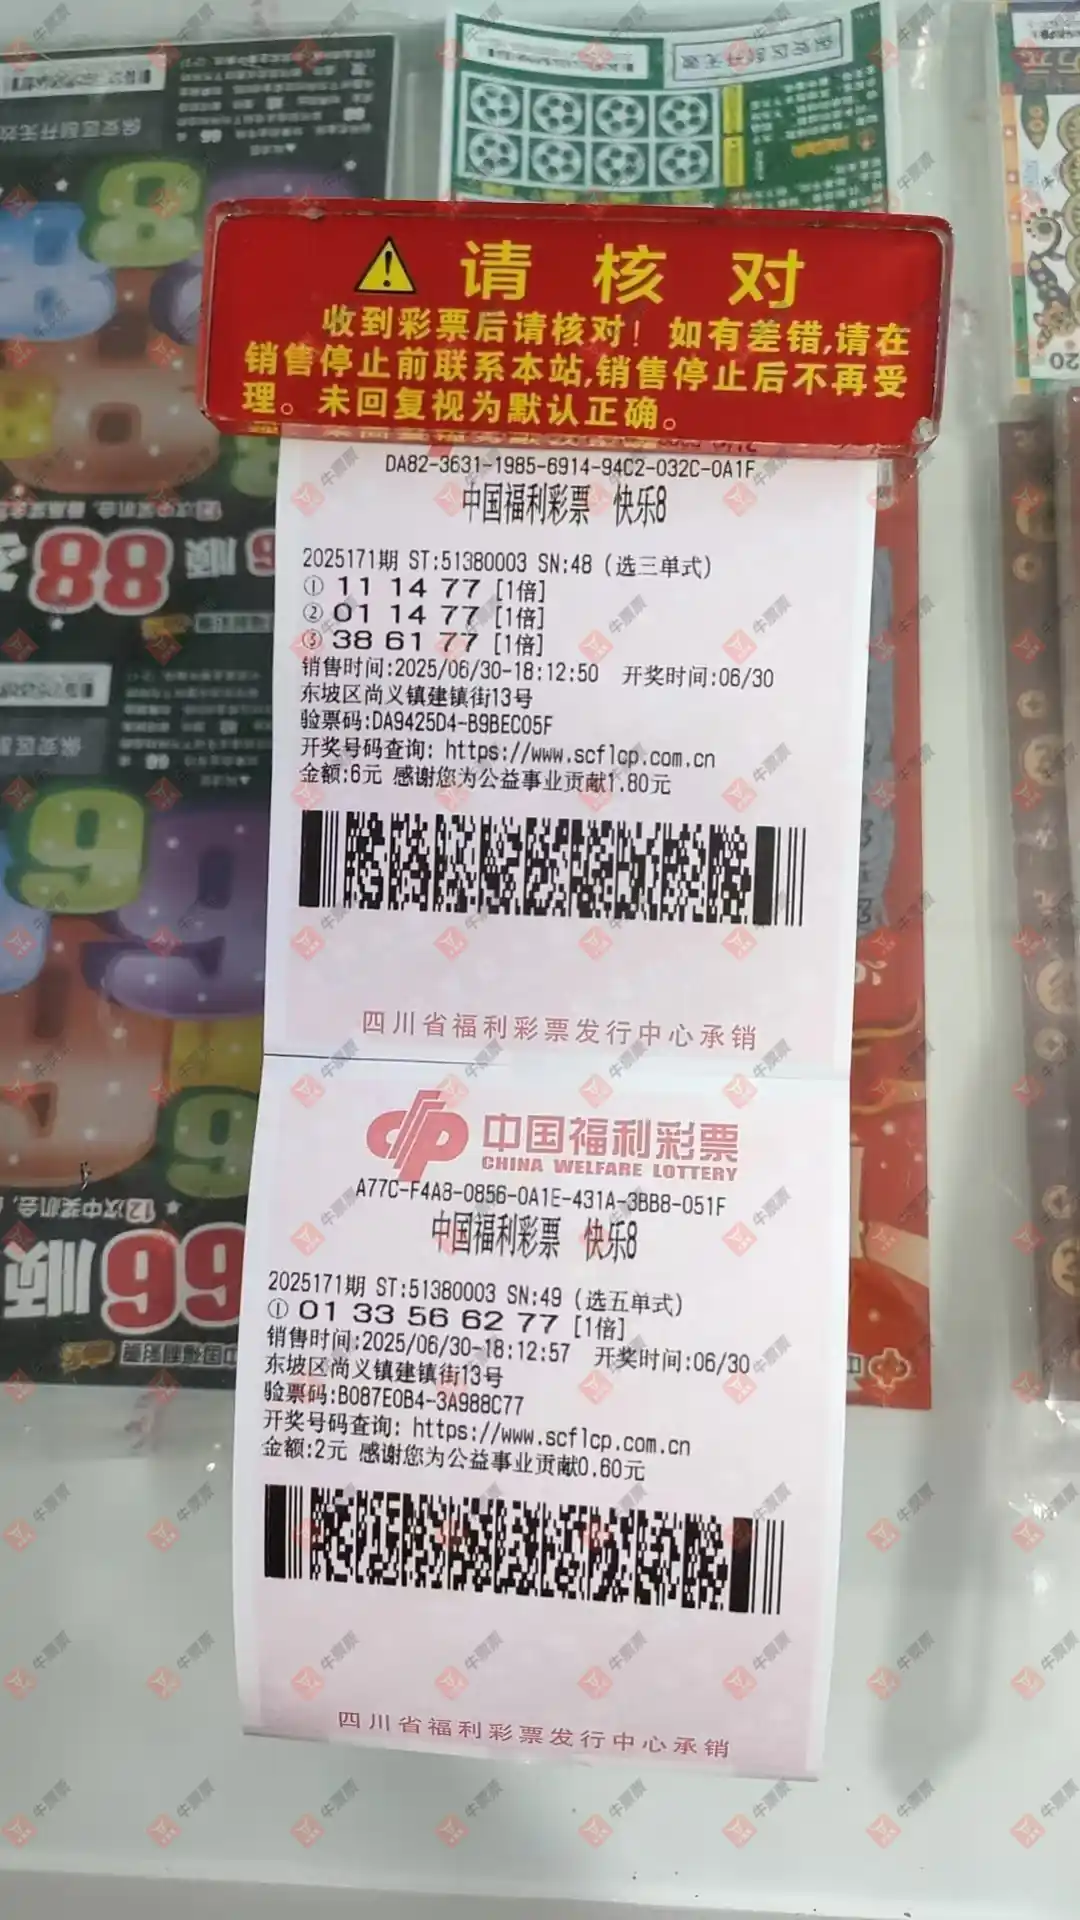 请核对
收到彩票后请核对！如有差错,请在
销售停止前联系本站,销售停止后不再受
理。未回复视为默认正确。
DA82-3631-1985-6914-94C2-032C-0A1F
中国福利彩票 快乐8
2025171期 ST:51380003 SN:48 (选三单式)
① 11 14 77 [1倍]
② 01 14 77 [1倍]
③ 38 61 77 [1倍]
销售时间:2025/06/30-18:12:50 开奖时间:06/30
东坡区尚义镇建镇街13号
验票码:DA9425D4-B9BEC05F
开奖号码查询: https://www.scflcp.com.cn
金额:6元 感谢您为公益事业贡献1.80元
四川省福利彩票发行中心承销
中国福利彩票
CHINA WELFARE LOTTERY
A77C-F4A8-0856-0A1E-431A-3BB8-051F
中国福利彩票 快乐8
2025171期 ST:51380003 SN:49 (选五单式)
① 01 33 56 62 77 [1倍]
销售时间:2025/06/30-18:12:57 开奖时间:06/30
东坡区尚义镇建镇街13号
验票码:B087E0B4-3A988C77
开奖号码查询: https://www.scflcp.com.cn
金额:2元 感谢您为公益事业贡献0.60元
四川省福利彩票发行中心承销